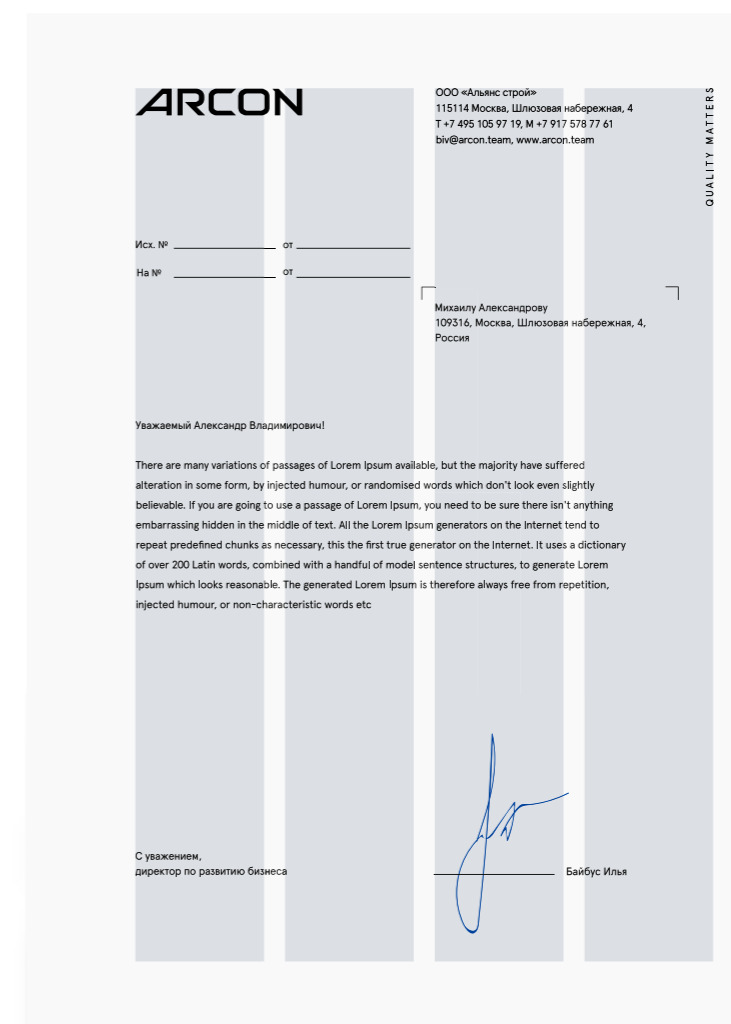 ARCON
ООО «Альянс строй»
115114 Москва, Шлюзовая набережная, 4
T +7 495 105 97 19, M +7 917 578 77 61
biv@arcon.team, www.arcon.team
QUALITY MATTERS
Исх. № от
На № от
Михаилу Александрову
109316, Москва, Шлюзовая набережная, 4,
Россия
Уважаемый Александр Владимирович!
There are many variations of passages of Lorem Ipsum available, but the majority have suffered
alteration in some form, by injected humour, or randomised words which don't look even slightly
believable. If you are going to use a passage of Lorem Ipsum, you need to be sure there isn't anything
embarrassing hidden in the middle of text. All the Lorem Ipsum generators on the Internet tend to
repeat predefined chunks as necessary, this the first true generator on the Internet. It uses a dictionary
of over 200 Latin words, combined with a handful of model sentence structures, to generate Lorem
Ipsum which looks reasonable. The generated Lorem Ipsum is therefore always free from repetition,
injected humour, or non-characteristic words etc
С уважением,
директор по развитию бизнеса
Байбус Илья